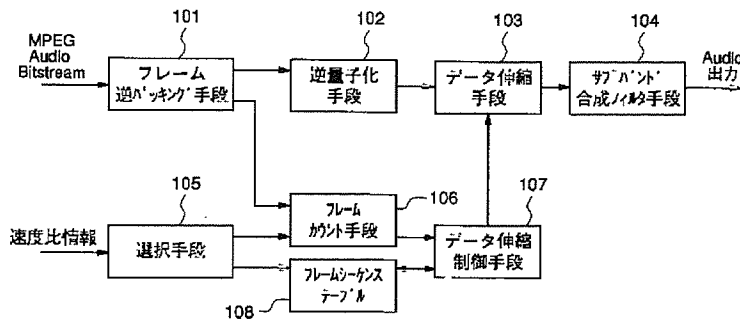 101
102
103
104
MPEG
Audio
Bitstream
フレーム
逆パッキング手段
逆量子化
手段
データ伸縮
手段
サブバンド
合成フィルタ手段
Audio
出力
105
106
107
速度比情報
選択手段
フレーム
カウント手段
データ伸縮
制御手段
フレームシーケンス
テーブル
108